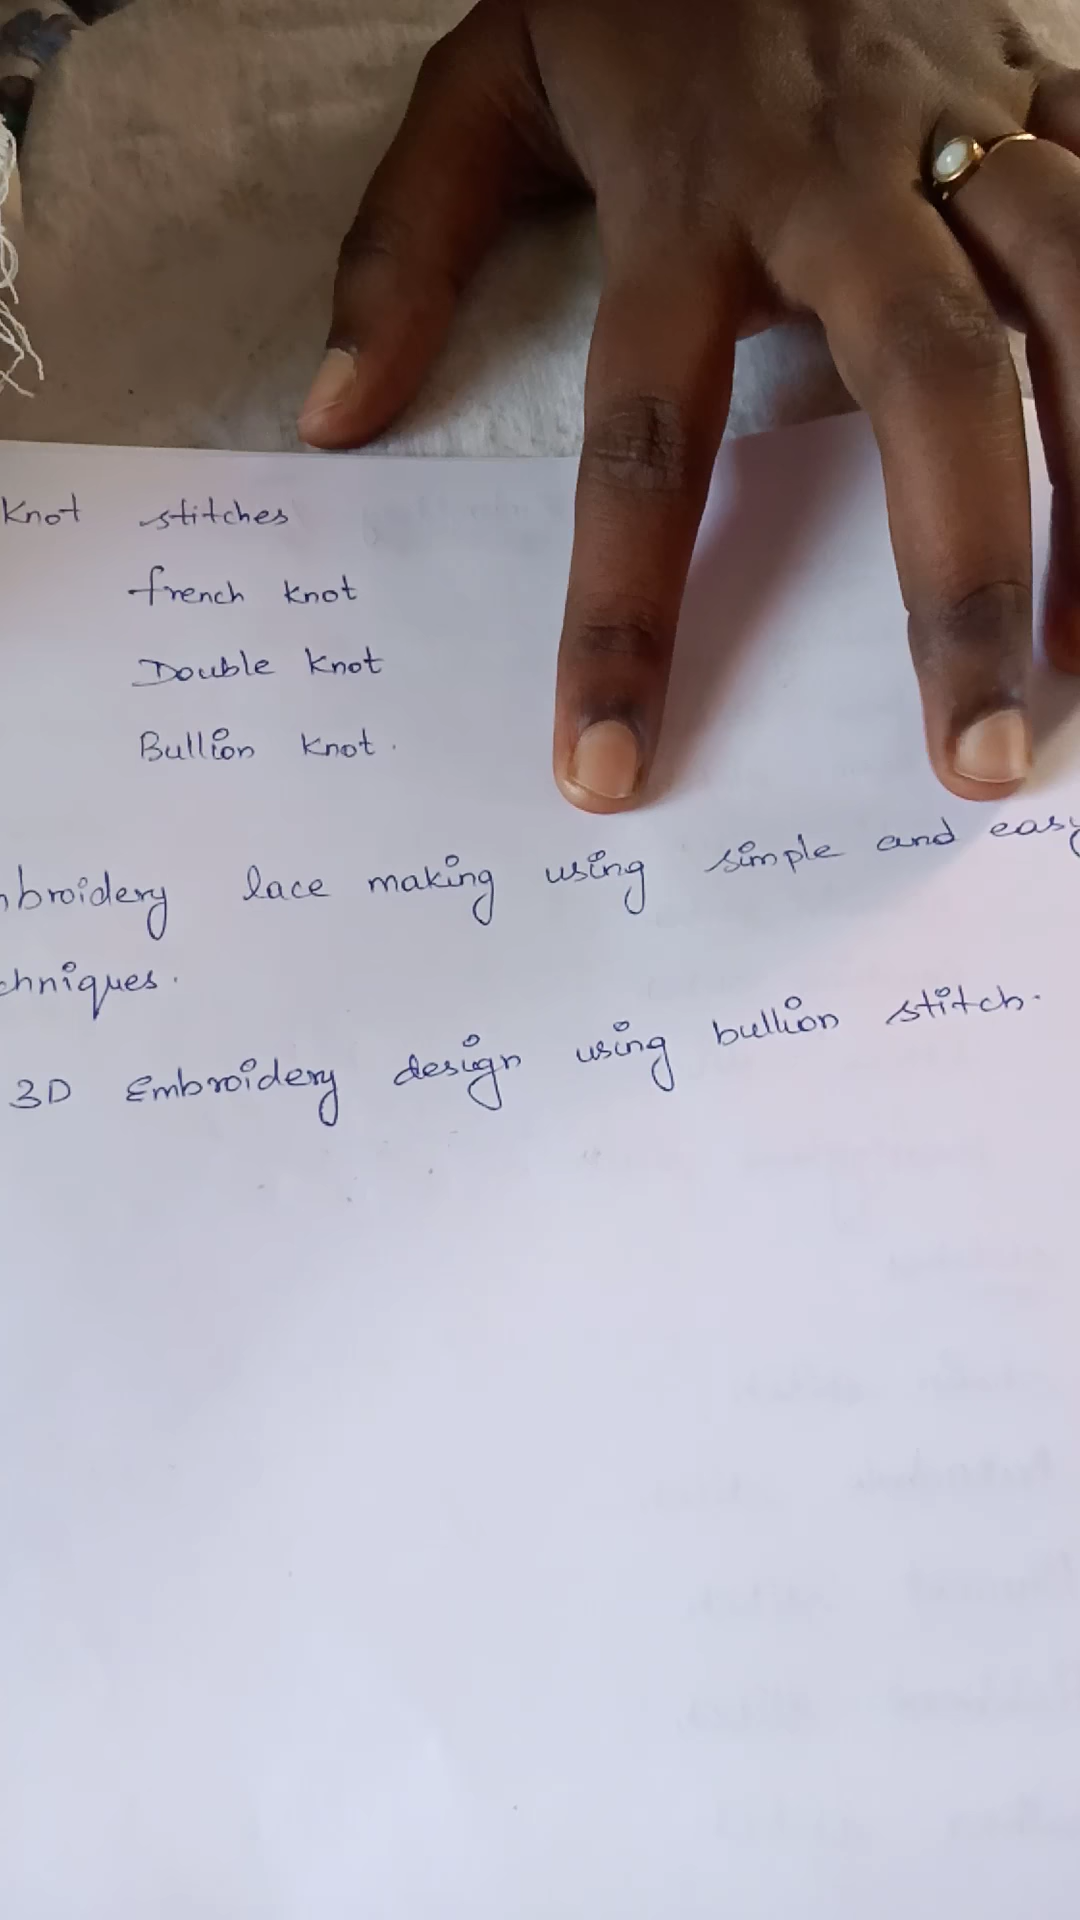 Knot stitches
french knot
Double knot
Bullion knot.
mbroidery lace making using simple and easy
chniques.
3D Embroidery design using bullion stitch.